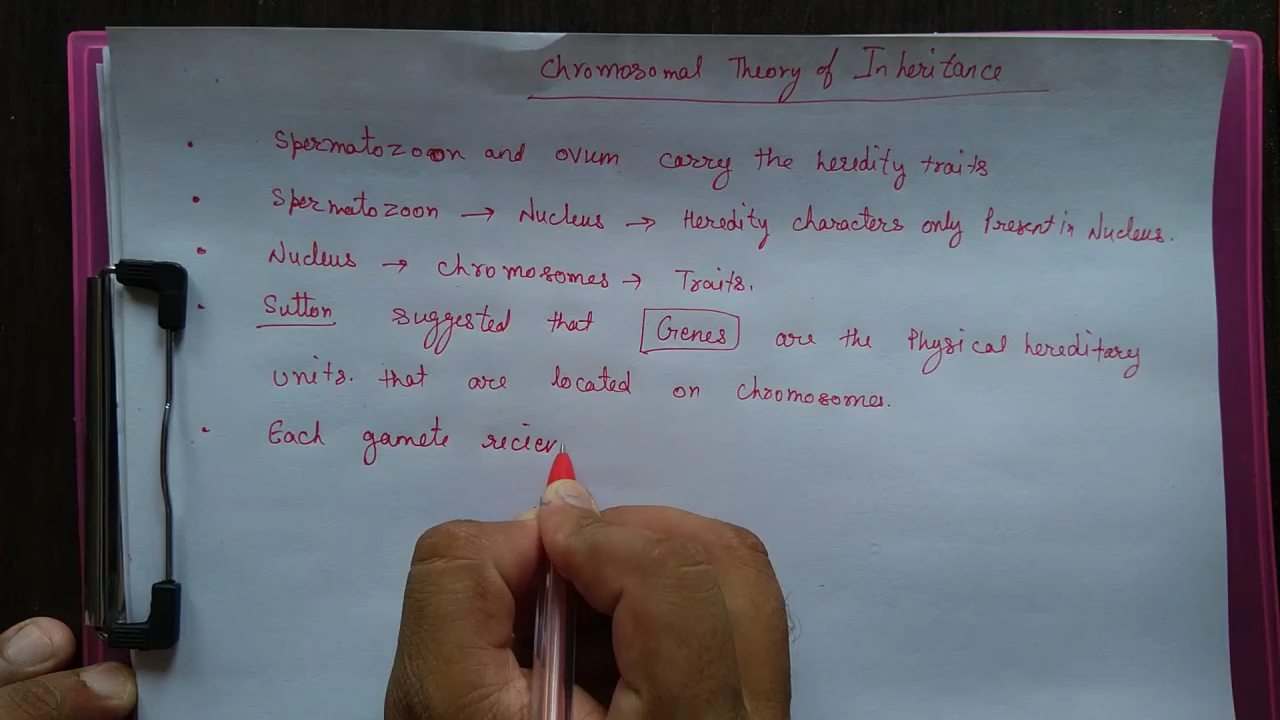 Chromosomal Theory of Inheritance
• Spermatozoon and ovum carry the heredity traits
• Spermatozoon → Nucleus → Heredity characters only Present in Nucleus.
• Nucleus → chromosomes → Traits.
• Sutton suggested that Genes are the Physical hereditary
units. that are located on chromosomes.
• Each gamete reciev